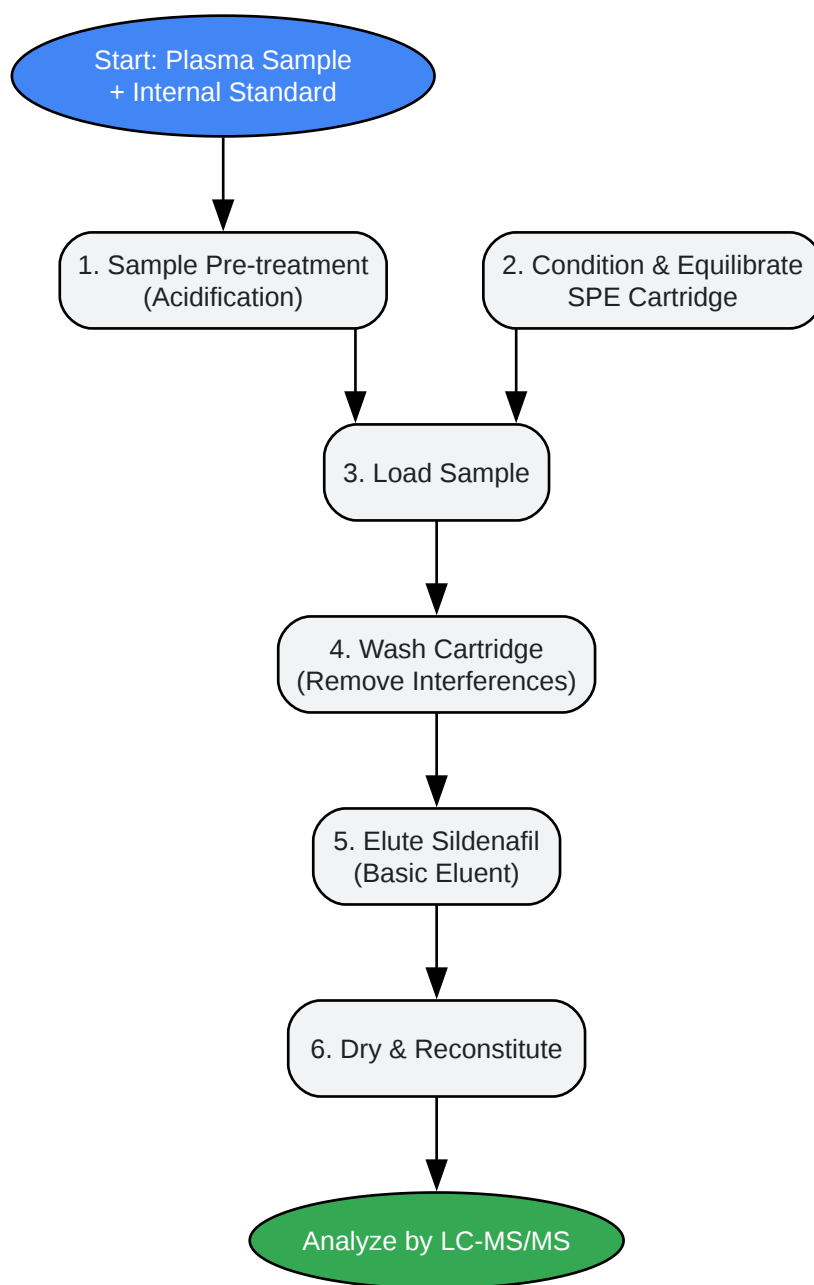 Start: Plasma Sample
+ Internal Standard
1. Sample Pre-treatment
(Acidification)
2. Condition & Equilibrate
SPE Cartridge
3. Load Sample
4. Wash Cartridge
(Remove Interferences)
5. Elute Sildenafil
(Basic Eluent)
6. Dry & Reconstitute
Analyze by LC-MS/MS